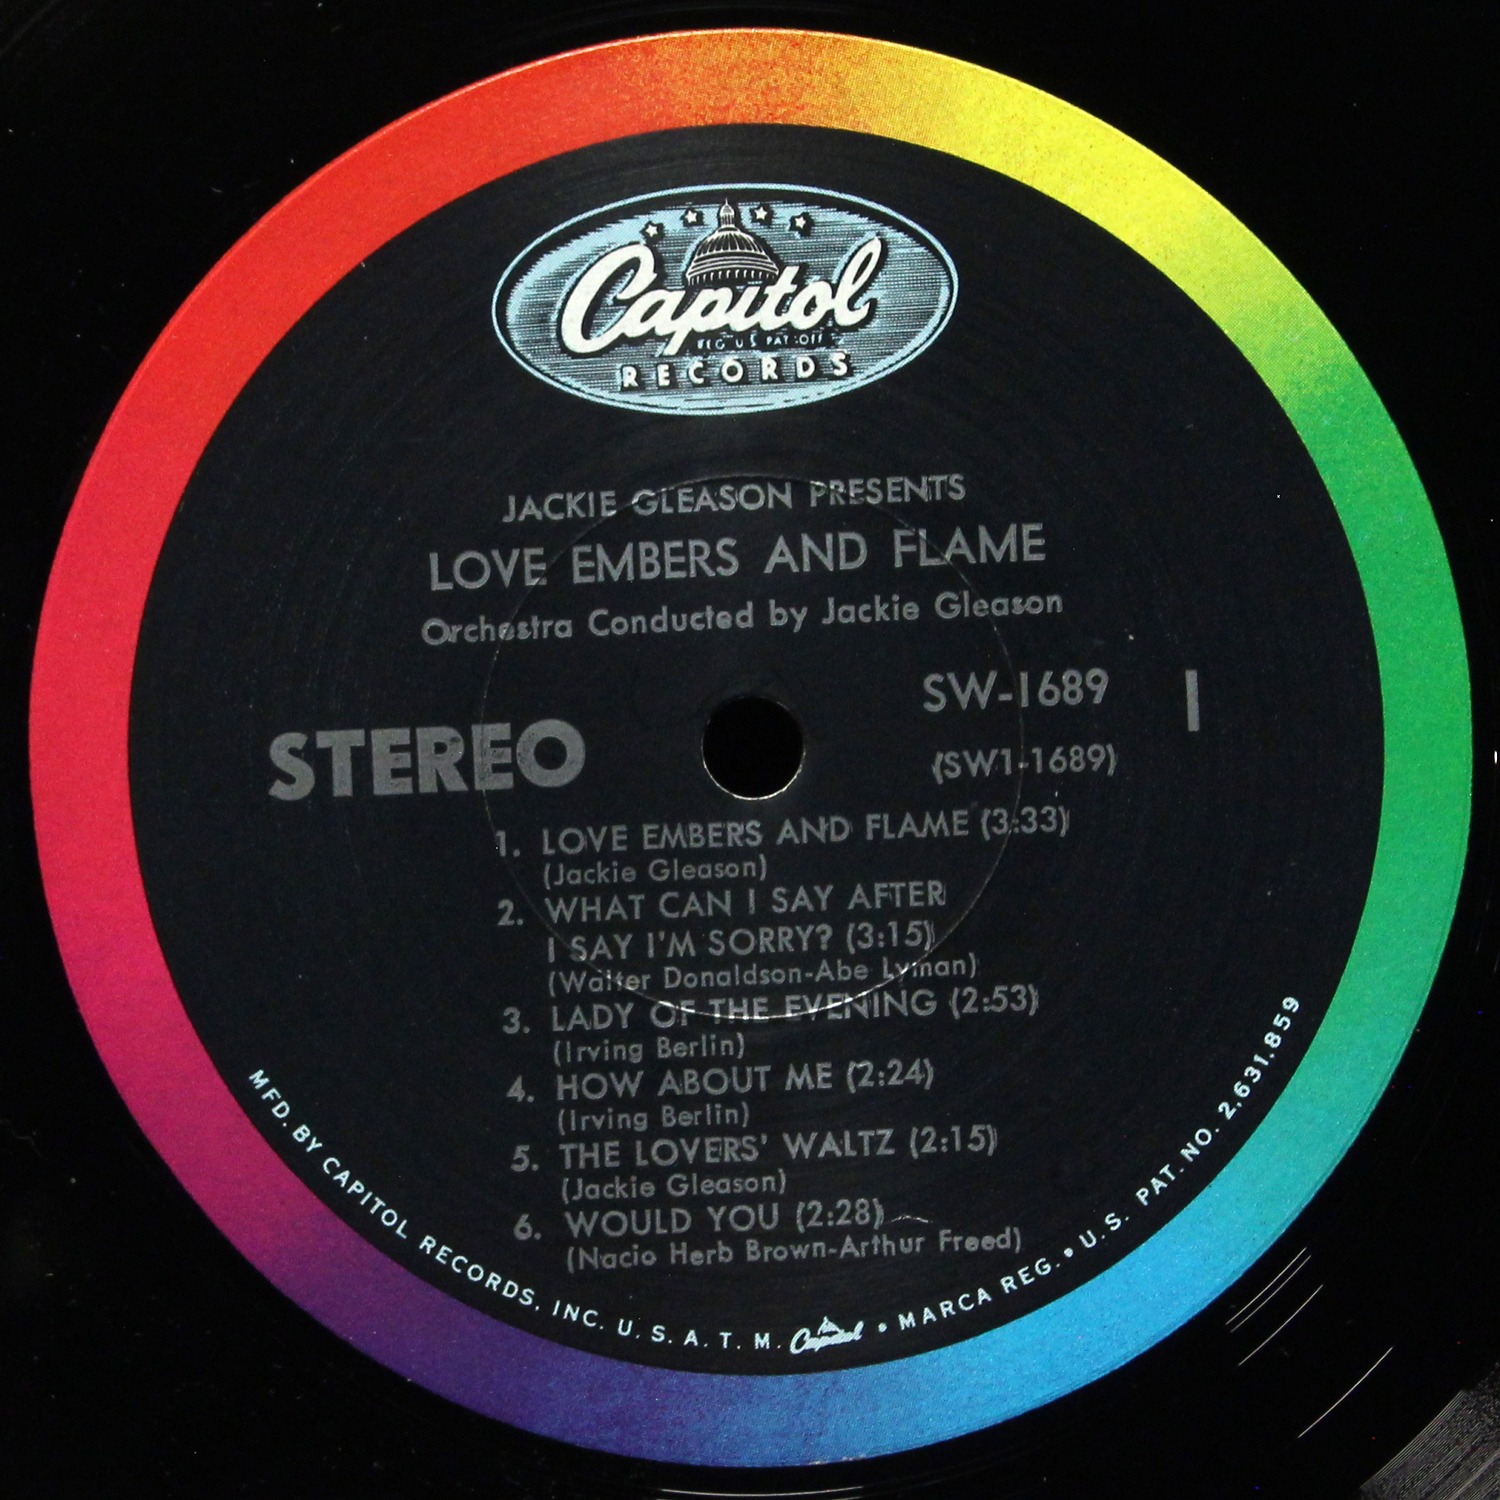 Capitol
REG. U.S. PAT. OFF.
RECORDS
JACKIE GLEASON PRESENTS
LOVE EMBERS AND FLAME
Orchestra Conducted by Jackie Gleason
SW-1689 1
STEREO
(SW1-1689)
1. LOVE EMBERS AND FLAME (3:33)
(Jackie Gleason)
2. WHAT CAN I SAY AFTER
I SAY I'M SORRY? (3:15)
(Walter Donaldson-Abe Lyman)
3. LADY OF THE EVENING (2:53)
(Irving Berlin)
4. HOW ABOUT ME (2:24)
(Irving Berlin)
5. THE LOVERS' WALTZ (2:15)
(Jackie Gleason)
6. WOULD YOU (2:28)
(Nacio Herb Brown-Arthur Freed)
MFD. BY CAPITOL RECORDS, INC. U.S.A. T.M. Capitol • MARCA REG. • U.S. PAT. NO. 2,631,859